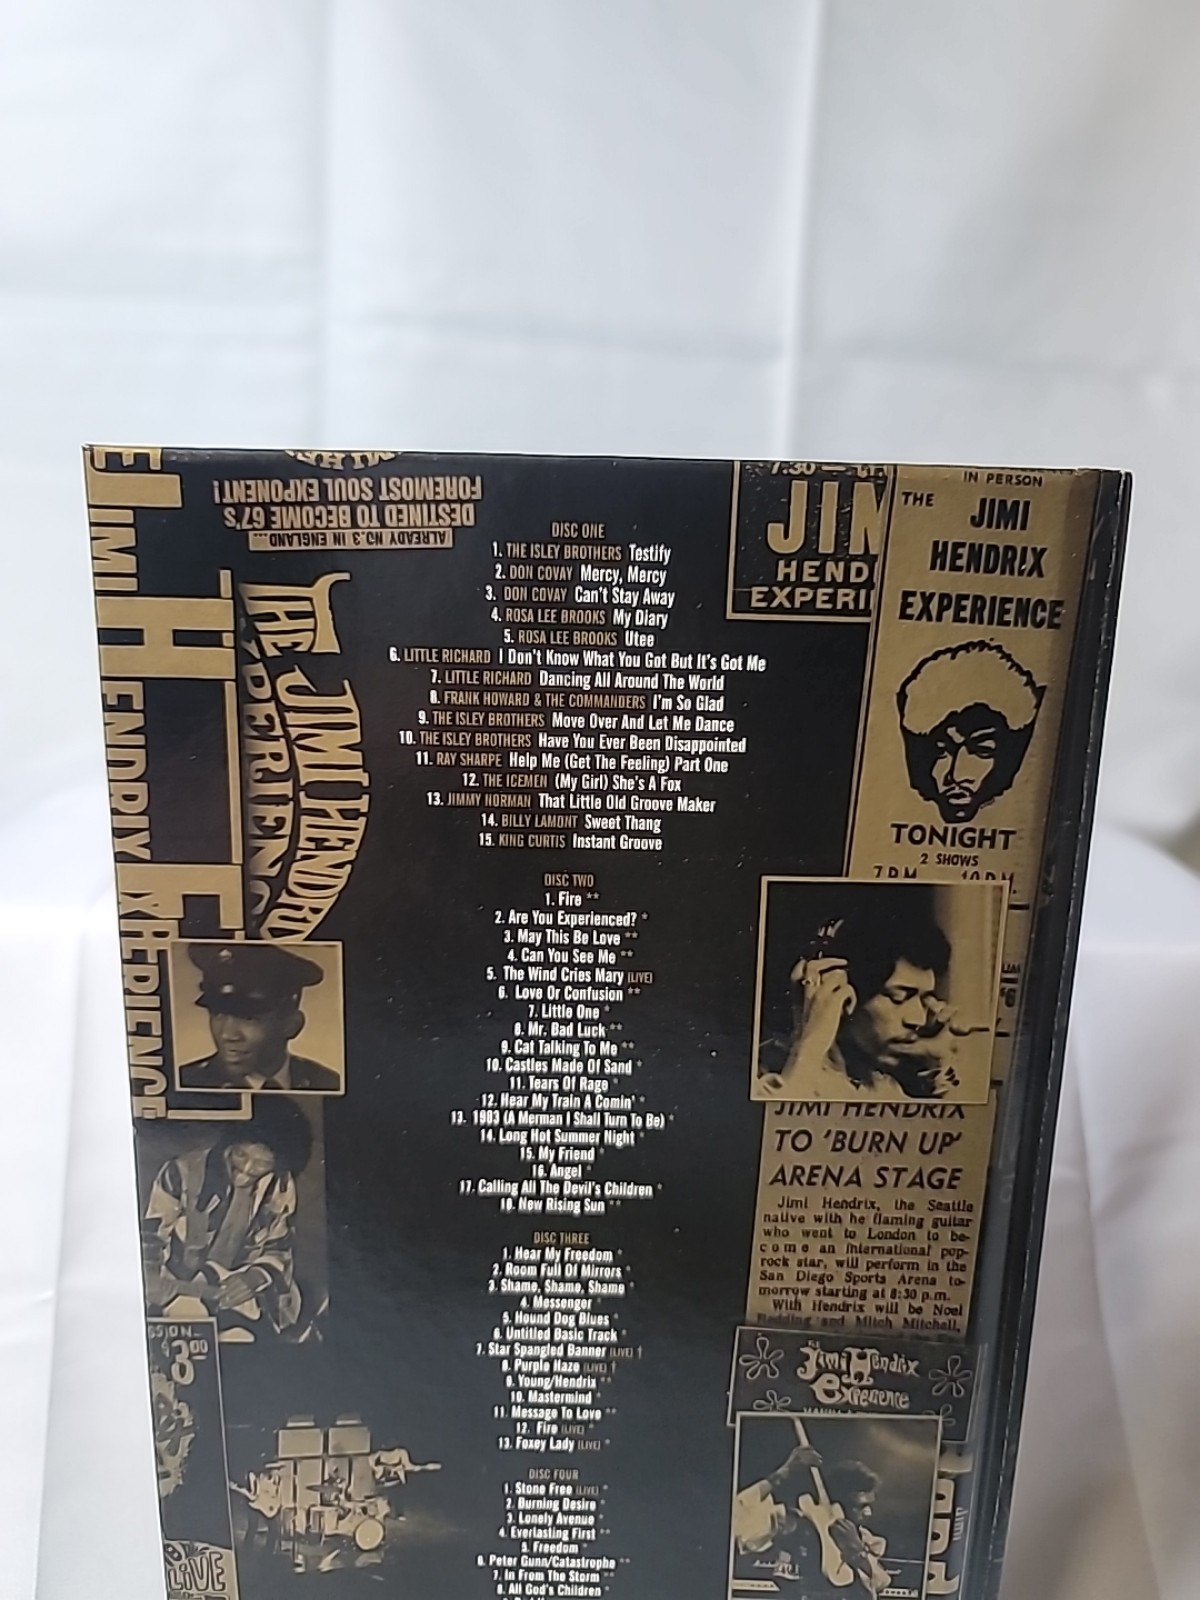 E JIMI HENDRIX EXPERIENCE
DESTINED TO BECOME 67'S
FOREMOST SOUL EXPONENT!
ALREADY NO.3 IN ENGLAND...
THE JIMI HENDRIX
EXPERIENCE
DISC ONE
1. THE ISLEY BROTHERS Testify
2. DON COVAY Mercy, Mercy
3. DON COVAY Can't Stay Away
4. ROSA LEE BROOKS My Diary
5. ROSA LEE BROOKS Utee
6. LITTLE RICHARD I Don't Know What You Got But It's Got Me
7. LITTLE RICHARD Dancing All Around The World
8. FRANK HOWARD & THE COMMANDERS I'm So Glad
9. THE ISLEY BROTHERS Move Over And Let Me Dance
10. THE ISLEY BROTHERS Have You Ever Been Disappointed
11. RAY SHARPE Help Me (Get The Feeling) Part One
12. THE ICEMEN (My Girl) She's A Fox
13. JIMMY NORMAN That Little Old Groove Maker
14. BILLY LAMONT Sweet Thang
15. KING CURTIS Instant Groove
DISC TWO
1. Fire **
2. Are You Experienced? *
3. May This Be Love **
4. Can You See Me **
5. The Wind Cries Mary (LIVE)
6. Love Or Confusion **
7. Little One *
8. Mr. Bad Luck **
9. Cat Talking To Me **
10. Castles Made Of Sand *
11. Tears Of Rage *
12. Hear My Train A Comin' *
13. 1983 (A Merman I Shall Turn To Be) *
14. Long Hot Summer Night *
15. My Friend *
16. Angel *
17. Calling All The Devil's Children *
18. New Rising Sun **
DISC THREE
1. Hear My Freedom *
2. Room Full Of Mirrors *
3. Shame, Shame, Shame *
4. Messenger *
5. Hound Dog Blues *
6. Untitled Basic Track *
7. Star Spangled Banner (LIVE) †
8. Purple Haze (LIVE) †
9. Young/Hendrix **
10. Mastermind *
11. Message To Love **
12. Fire (LIVE) *
13. Foxey Lady (LIVE) *
DISC FOUR
1. Stone Free (LIVE) *
2. Burning Desire *
3. Lonely Avenue *
4. Everlasting First **
5. Freedom *
6. Peter Gunn/Catastrophe **
7. In From The Storm **
8. All God's Children *
7:30
JIM
HEND
EXPERI
IN PERSON
THE JIMI
HENDRIX
EXPERIENCE
TONIGHT
2 SHOWS
7 P.M. 10 P.M.
JIMI HENDRIX
TO 'BURN UP'
ARENA STAGE
Jimi Hendrix, the Seattle
native with he flaming guitar
who went to London to be-
come an international pop-
rock star, will perform in the
San Diego Sports Arena to-
morrow starting at 8:30 p.m.
With Hendrix will be Noel
Redding and Mitch Mitchell,
Jimi Hendrix
Experience
$3.00
LIVE